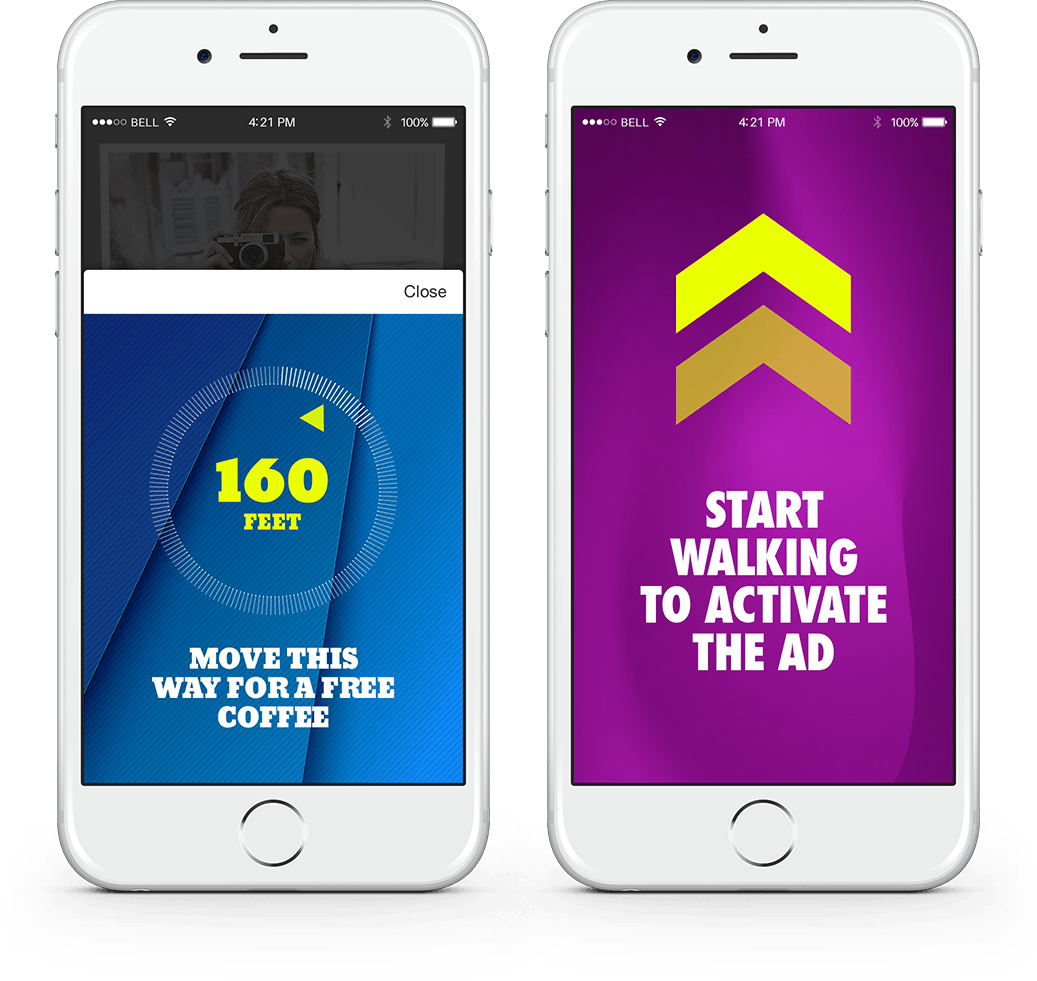 BELL 4:21 PM 100%
Close
160
FEET
MOVE THIS
WAY FOR A FREE
COFFEE
BELL 4:21 PM 100%
START
WALKING
TO ACTIVATE
THE AD